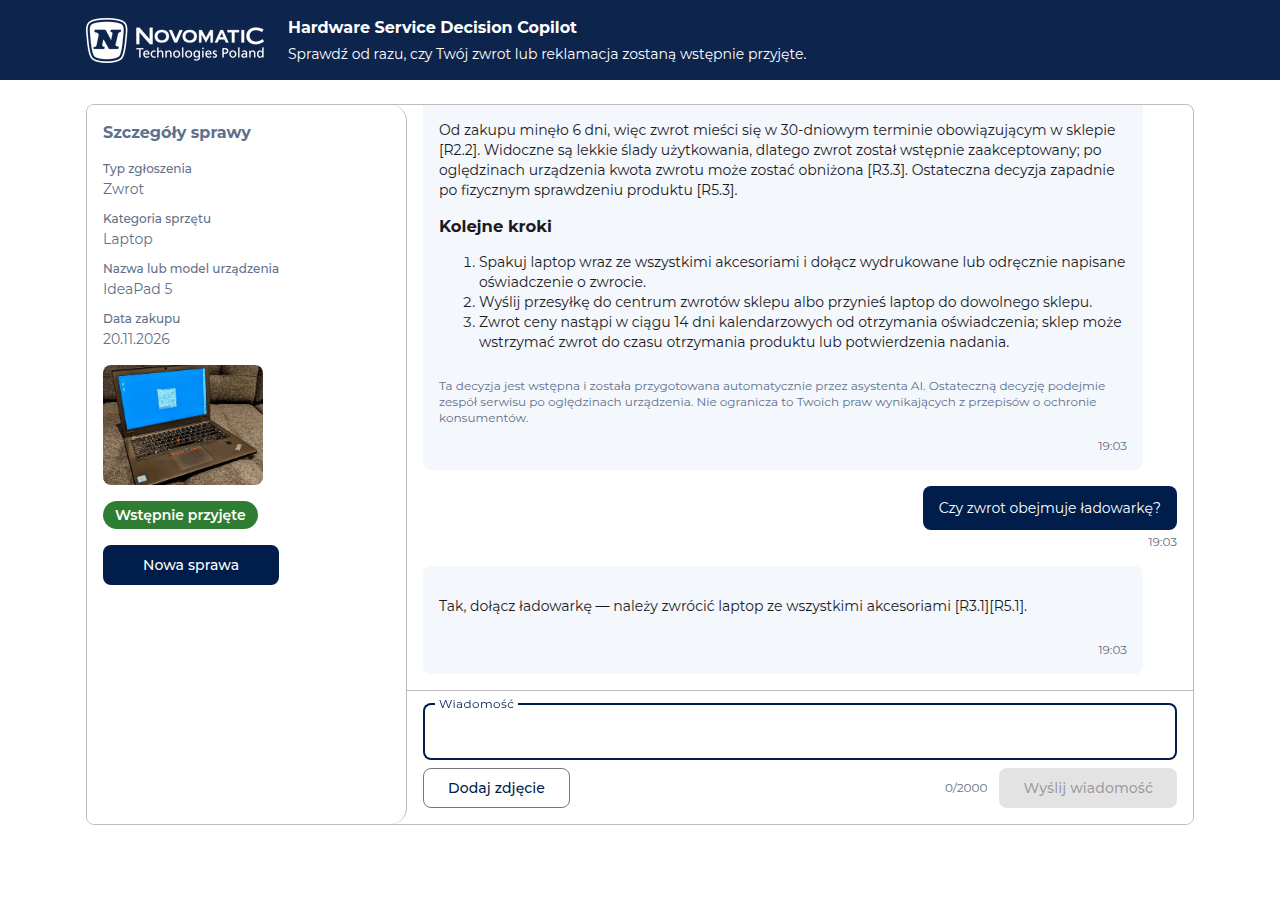 NOVOMATIC
Technologies Poland
Hardware Service Decision Copilot
Sprawdź od razu, czy Twój zwrot lub reklamacja zostaną wstępnie przyjęte.
Szczegóły sprawy
Typ zgłoszenia
Zwrot
Kategoria sprzętu
Laptop
Nazwa lub model urządzenia
IdeaPad 5
Data zakupu
20.11.2026
Wstępnie przyjęte
Nowa sprawa
Od zakupu minęło 6 dni, więc zwrot mieści się w 30-dniowym terminie obowiązującym w sklepie
[R2.2]. Widoczne są lekkie ślady użytkowania, dlatego zwrot został wstępnie zaakceptowany; po
oględzinach urządzenia kwota zwrotu może zostać obniżona [R3.3]. Ostateczna decyzja zapadnie
po fizycznym sprawdzeniu produktu [R5.3].
Kolejne kroki
1. Spakuj laptop wraz ze wszystkimi akcesoriami i dołącz wydrukowane lub odręcznie napisane
oświadczenie o zwrocie.
2. Wyślij przesyłkę do centrum zwrotów sklepu albo przynieś laptop do dowolnego sklepu.
3. Zwrot ceny nastąpi w ciągu 14 dni kalendarzowych od otrzymania oświadczenia; sklep może
wstrzymać zwrot do czasu otrzymania produktu lub potwierdzenia nadania.
Ta decyzja jest wstępna i została przygotowana automatycznie przez asystenta AI. Ostateczną decyzję podejmie
zespół serwisu po oględzinach urządzenia. Nie ogranicza to Twoich praw wynikających z przepisów o ochronie
konsumentów.
19:03
Czy zwrot obejmuje ładowarkę?
19:03
Tak, dołącz ładowarkę — należy zwrócić laptop ze wszystkimi akcesoriami [R3.1][R5.1].
19:03
Wiadomość
Dodaj zdjęcie
0/2000
Wyślij wiadomość